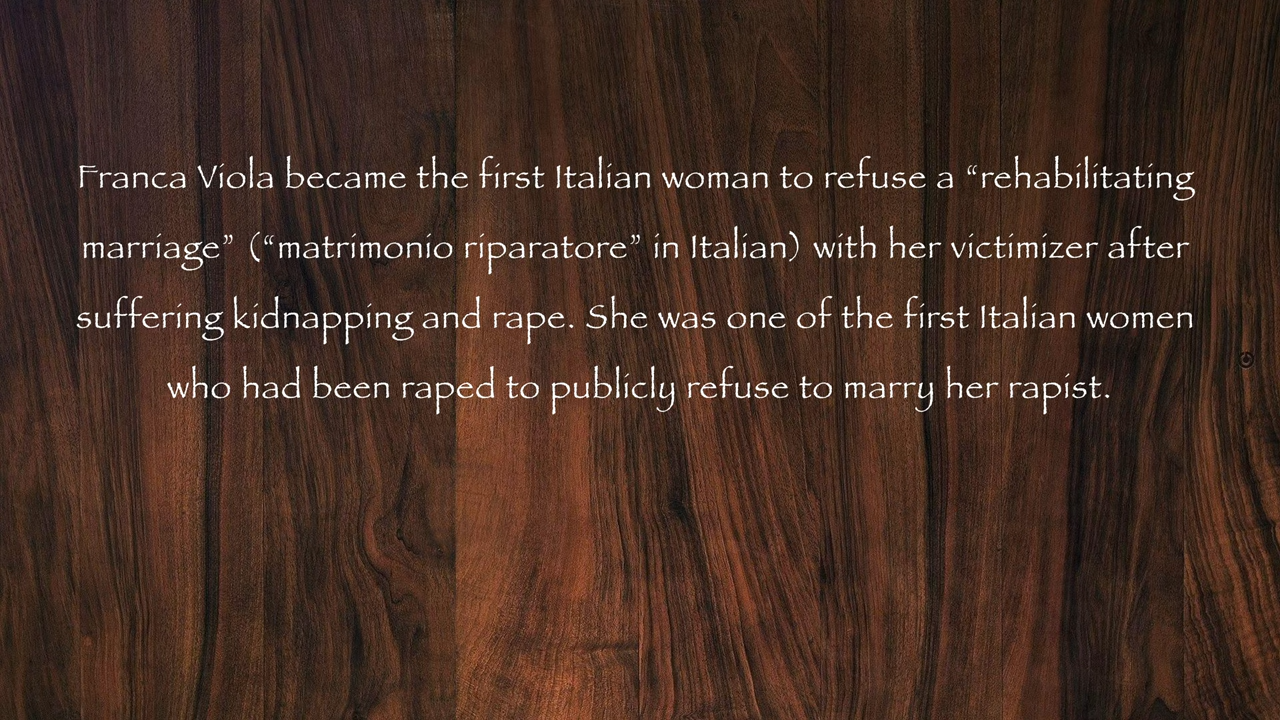 Franca Viola became the first Italian woman to refuse a “rehabilitating
marriage” (“matrimonio riparatore” in Italian) with her victimizer after
suffering kidnapping and rape. She was one of the first Italian women
who had been raped to publicly refuse to marry her rapist.